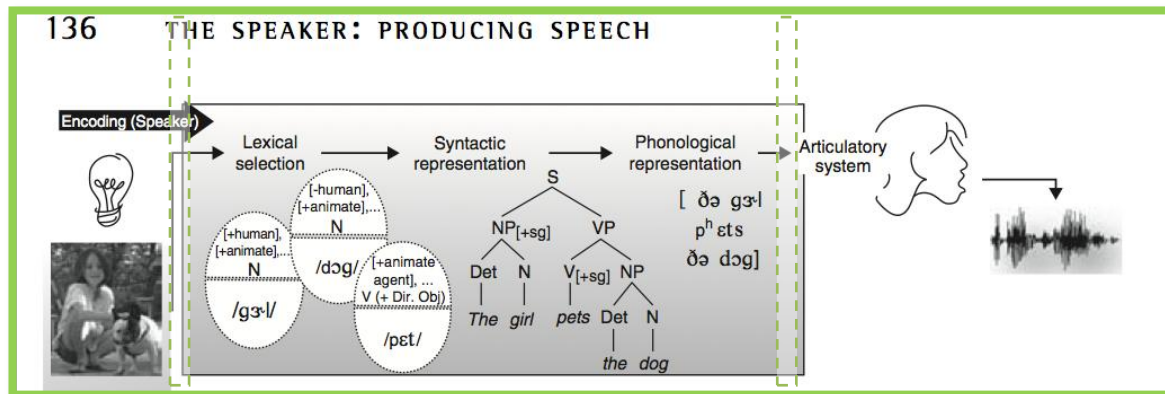 136 THE SPEAKER: PRODUCING SPEECH
Encoding (Speaker)
Lexical
selection
Syntactic
representation
Phonological
representation
Articulatory
system
[+human],
[+animate],...
N
/gɝl/
[-human],
[+animate],...
N
/dɔg/
[+animate
agent], ...
V (+ Dir. Obj)
/pɛt/
S
NP[+sg] VP
Det N V[+sg] NP
The girl pets Det N
the dog
[ ðə gɝl
pʰ ɛts
ðə dɔg]